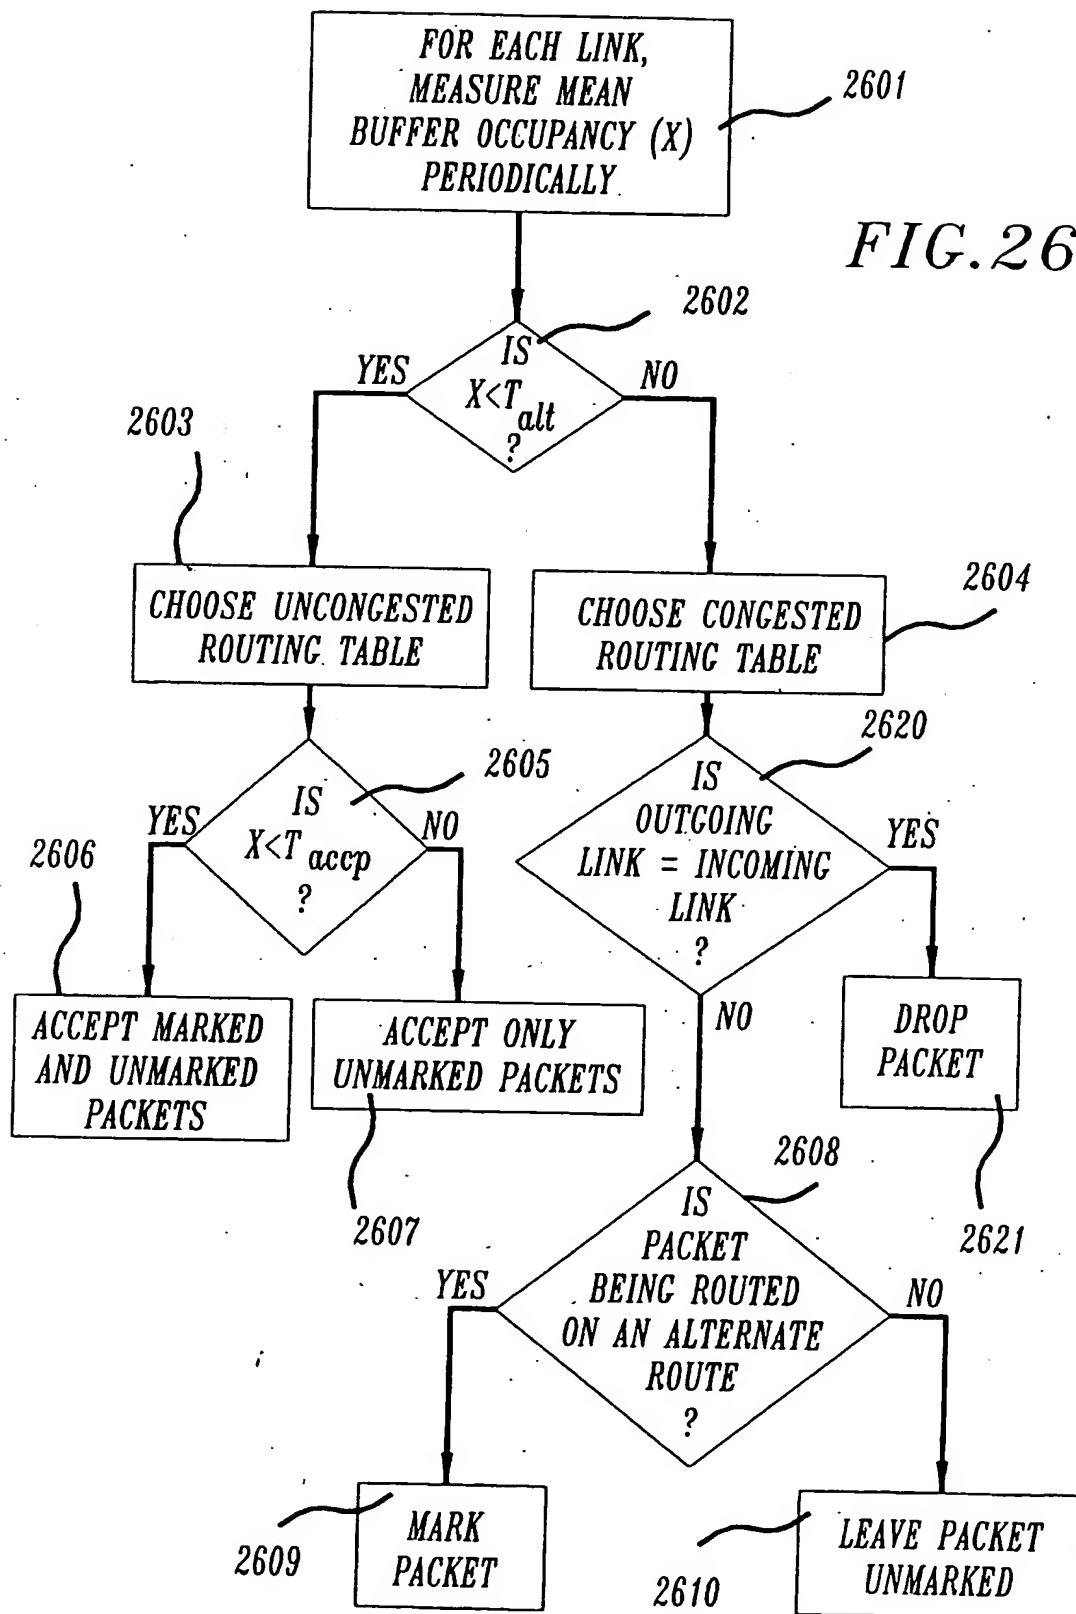 FOR EACH LINK,
MEASURE MEAN
BUFFER OCCUPANCY (X)
PERIODICALLY
2601
FIG.26
2602
IS
X<T alt
?
YES
NO
2603
CHOOSE UNCONGESTED
ROUTING TABLE
CHOOSE CONGESTED
ROUTING TABLE
2604
2605
IS
X<T accp
?
YES
NO
2620
IS
OUTGOING
LINK = INCOMING
LINK
?
YES
NO
2606
ACCEPT MARKED
AND UNMARKED
PACKETS
ACCEPT ONLY
UNMARKED PACKETS
2607
DROP
PACKET
2621
2608
IS
PACKET
BEING ROUTED
ON AN ALTERNATE
ROUTE
?
YES
NO
MARK
PACKET
2609
LEAVE PACKET
UNMARKED
2610